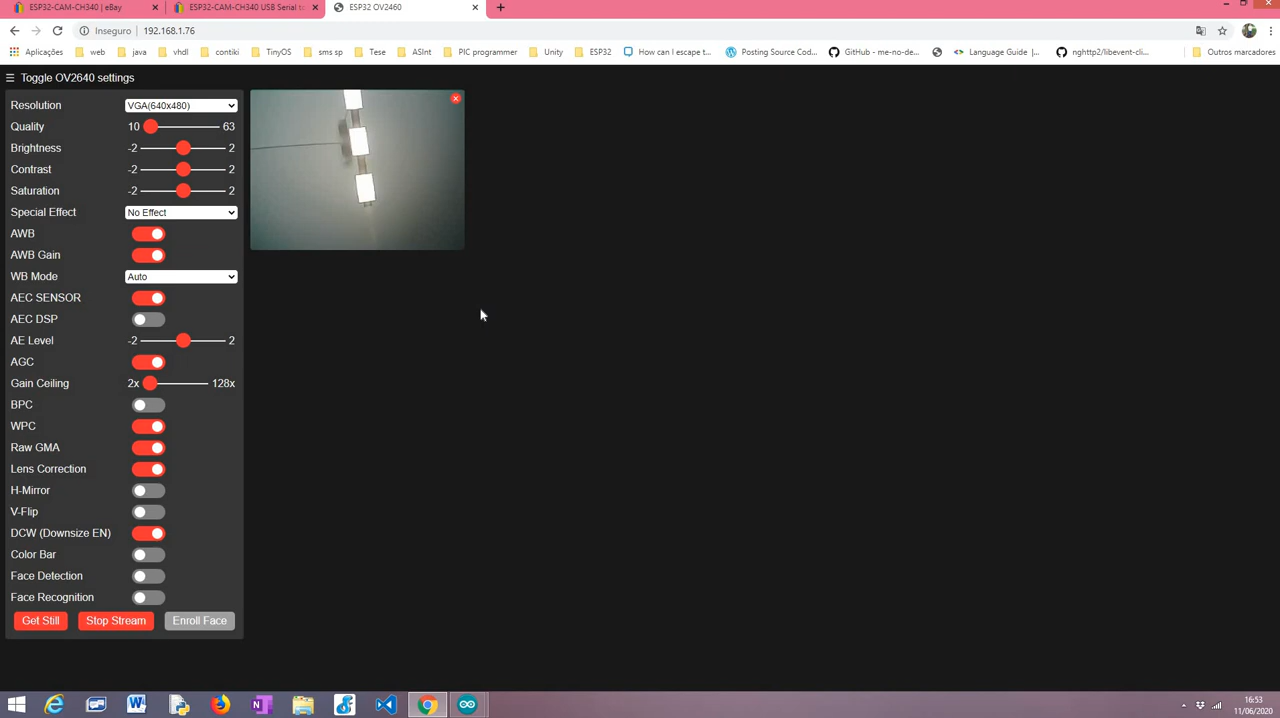 ESP32-CAM-CH340 | eBay
ESP32-CAM-CH340 USB Serial to
ESP32 OV2460
Inseguro | 192.168.1.76
Aplicações web java vhdl contiki TinyOS sms sp Tese ASInt PIC programmer Unity ESP32 How can I escape t... Posting Source Cod... GitHub - me-no-de... Language Guide |... nghttp2/libevent-cli... Outros marcadores
☰ Toggle OV2640 settings
Resolution VGA(640x480)
Quality 10 63
Brightness -2 2
Contrast -2 2
Saturation -2 2
Special Effect No Effect
AWB
AWB Gain
WB Mode Auto
AEC SENSOR
AEC DSP
AE Level -2 2
AGC
Gain Ceiling 2x 128x
BPC
WPC
Raw GMA
Lens Correction
H-Mirror
V-Flip
DCW (Downsize EN)
Color Bar
Face Detection
Face Recognition
Get Still Stop Stream Enroll Face
16:53
11/06/2020